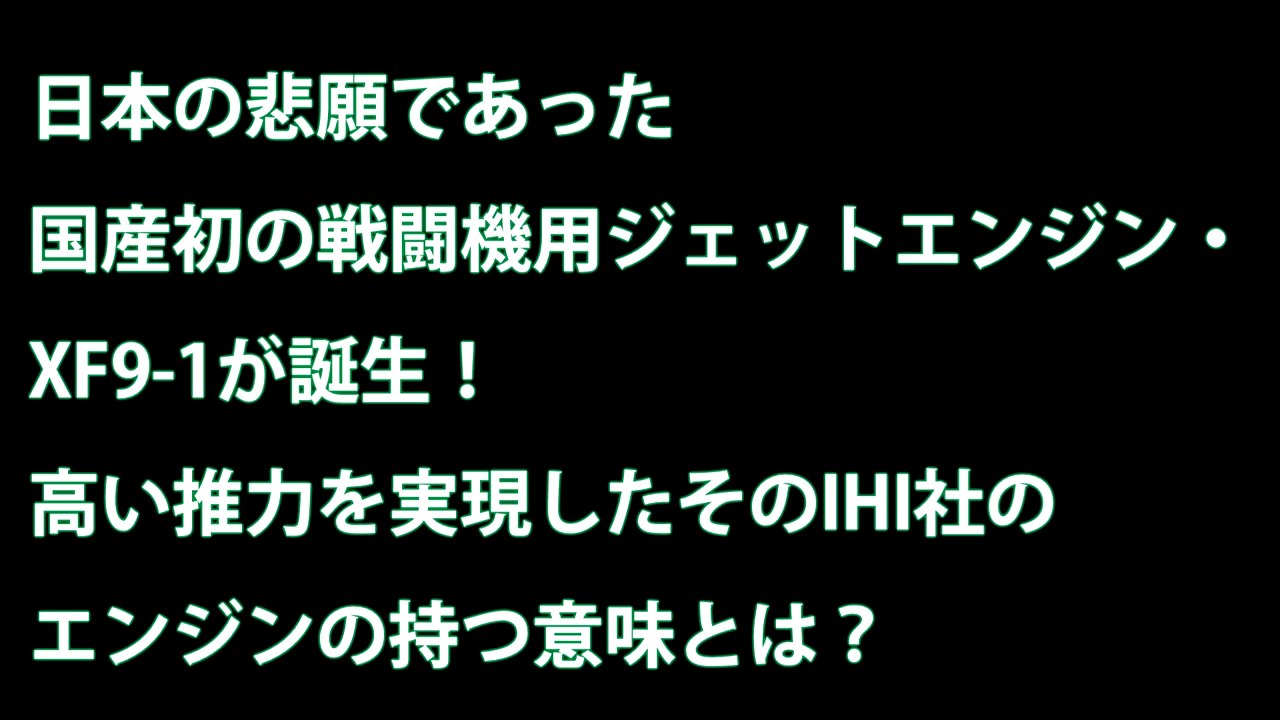 日本の悲願であった
国産初の戦闘機用ジェットエンジン・
XF9-1が誕生！
高い推力を実現したそのIHI社の
エンジンの持つ意味とは？